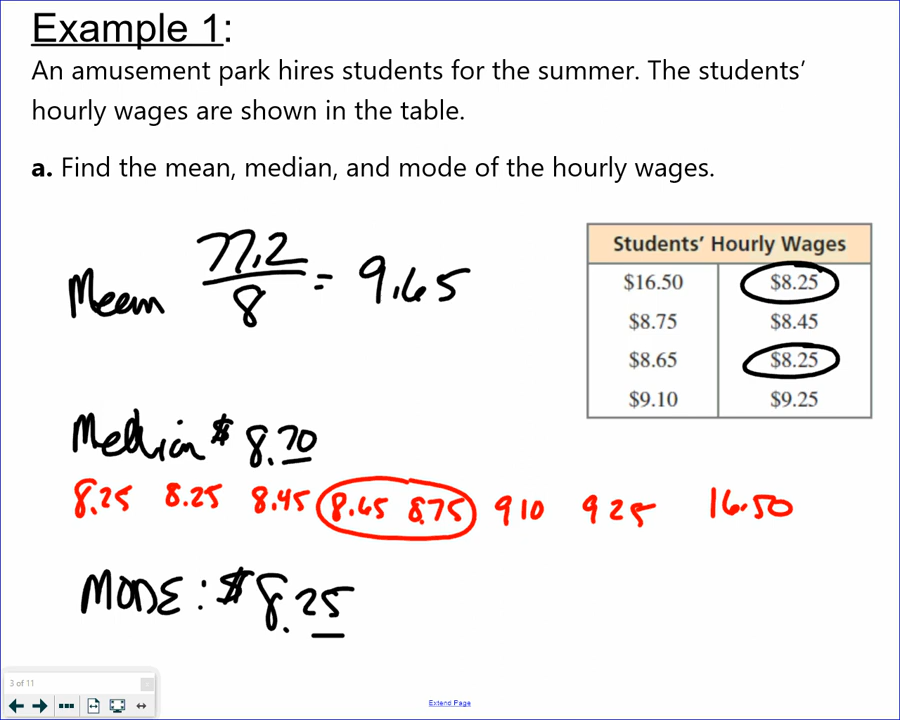 Example 1:
An amusement park hires students for the summer. The students’
hourly wages are shown in the table.
a. Find the mean, median, and mode of the hourly wages.
Mean 77.2/8 = 9.65
Students’ Hourly Wages
$16.50 $8.25
$8.75 $8.45
$8.65 $8.25
$9.10 $9.25
Median $8.70
8.25 8.25 8.45 8.65 8.75 910 925 16.50
MODE: $8.25
3 of 11
Extend Page